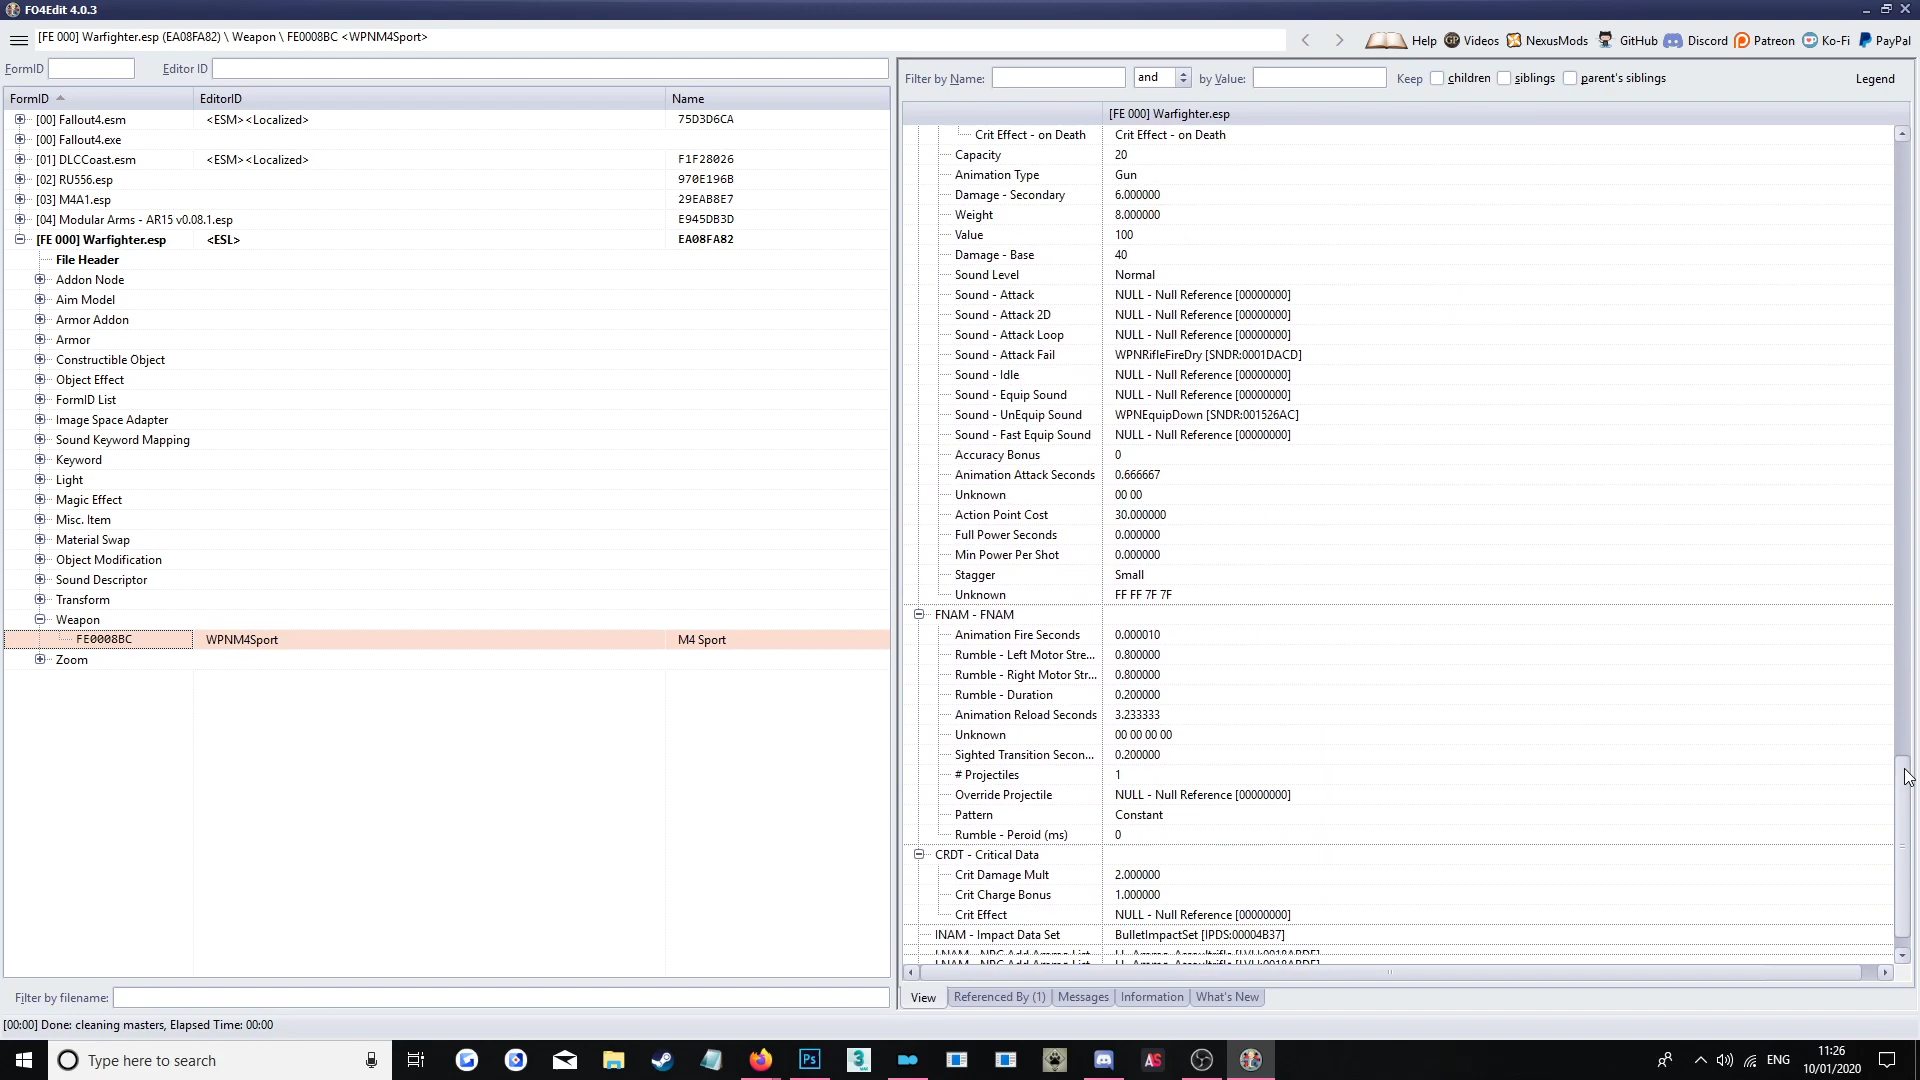 FO4Edit 4.0.3
[FE 000] Warfighter.esp (EA08FA82) \ Weapon \ FE0008BC <WPNM4Sport>
Help
Videos
NexusMods
GitHub
Discord
Patreon
Ko-Fi
PayPal
FormID
Editor ID
FormID
EditorID
Name
[00] Fallout4.esm <ESM><Localized> 75D3D6CA
[00] Fallout4.exe
[01] DLCCoast.esm <ESM><Localized> F1F28026
[02] RU556.esp 970E196B
[03] M4A1.esp 29EAB8E7
[04] Modular Arms - AR15 v0.08.1.esp E945DB3D
[FE 000] Warfighter.esp <ESL> EA08FA82
File Header
Addon Node
Aim Model
Armor Addon
Armor
Constructible Object
Object Effect
FormID List
Image Space Adapter
Sound Keyword Mapping
Keyword
Light
Magic Effect
Misc. Item
Material Swap
Object Modification
Sound Descriptor
Transform
Weapon
FE0008BC WPNM4Sport M4 Sport
Zoom
Filter by filename:
[00:00] Done: cleaning masters, Elapsed Time: 00:00
Filter by Name: and by Value: Keep children siblings parent's siblings Legend
[FE 000] Warfighter.esp
Crit Effect - on Death Crit Effect - on Death
Capacity 20
Animation Type Gun
Damage - Secondary 6.000000
Weight 8.000000
Value 100
Damage - Base 40
Sound Level Normal
Sound - Attack NULL - Null Reference [00000000]
Sound - Attack 2D NULL - Null Reference [00000000]
Sound - Attack Loop NULL - Null Reference [00000000]
Sound - Attack Fail WPNRifleFireDry [SNDR:0001DACD]
Sound - Idle NULL - Null Reference [00000000]
Sound - Equip Sound NULL - Null Reference [00000000]
Sound - UnEquip Sound WPNEquipDown [SNDR:001526AC]
Sound - Fast Equip Sound NULL - Null Reference [00000000]
Accuracy Bonus 0
Animation Attack Seconds 0.666667
Unknown 00 00
Action Point Cost 30.000000
Full Power Seconds 0.000000
Min Power Per Shot 0.000000
Stagger Small
Unknown FF FF 7F 7F
FNAM - FNAM
Animation Fire Seconds 0.000010
Rumble - Left Motor Stre... 0.800000
Rumble - Right Motor Str... 0.800000
Rumble - Duration 0.200000
Animation Reload Seconds 3.233333
Unknown 00 00 00 00
Sighted Transition Secon... 0.200000
# Projectiles 1
Override Projectile NULL - Null Reference [00000000]
Pattern Constant
Rumble - Peroid (ms) 0
CRDT - Critical Data
Crit Damage Mult 2.000000
Crit Charge Bonus 1.000000
Crit Effect NULL - Null Reference [00000000]
INAM - Impact Data Set BulletImpactSet [IPDS:00004B37]
View
Referenced By (1)
Messages
Information
What's New
Type here to search
Ps
3
AS
ENG
11:26
10/01/2020